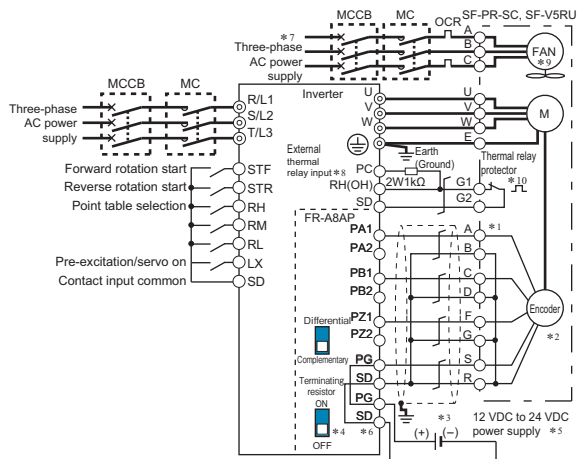 SF-PR-SC, SF-V5RU
MCCB
MC
OCR
*7
Three-phase
AC power
supply
A
B
C
FAN
*9
MCCB
MC
Three-phase
AC power
supply
R/L1
S/L2
T/L3
Inverter
U
V
W
U
V
W
E
M
Earth
(Ground)
External
thermal
relay input *8
PC
RH(OH)
SD
2W1kΩ
G1
G2
Thermal relay
protector
*10
Forward rotation start
STF
Reverse rotation start
STR
Point table selection
RH
RM
RL
Pre-excitation/servo on
LX
Contact input common
SD
FR-A8AP
PA1
A
*1
PA2
B
PB1
C
PB2
D
Differential
PZ1
F
PZ2
G
Complementary
PG
S
SD
R
Encoder
*2
Terminating
resistor
ON
PG
SD
*4
*6
OFF
*3
(+)
(−)
12 VDC to 24 VDC
power supply *5